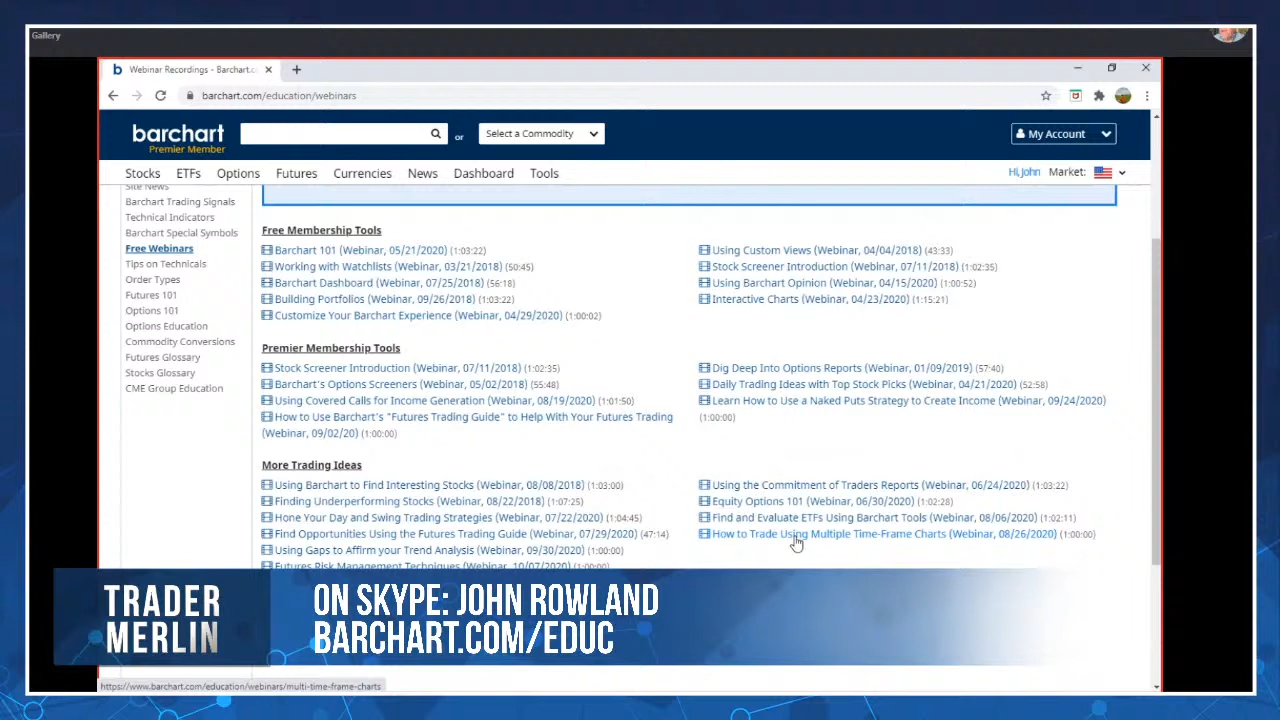 Gallery
Webinar Recordings - Barchart.c
barchart.com/education/webinars
barchart
Premier Member
or
Select a Commodity
My Account
Stocks ETFs Options Futures Currencies News Dashboard Tools
Hi, John Market:
Site News
Barchart Trading Signals
Technical Indicators
Barchart Special Symbols
Free Webinars
Tips on Technicals
Order Types
Futures 101
Options 101
Options Education
Commodity Conversions
Futures Glossary
Stocks Glossary
CME Group Education
Free Membership Tools
Barchart 101 (Webinar, 05/21/2020) (1:03:22)
Working with Watchlists (Webinar, 03/21/2018) (50:45)
Barchart Dashboard (Webinar, 07/25/2018) (56:18)
Building Portfolios (Webinar, 09/26/2018) (1:03:22)
Customize Your Barchart Experience (Webinar, 04/29/2020) (1:00:02)
Using Custom Views (Webinar, 04/04/2018) (43:33)
Stock Screener Introduction (Webinar, 07/11/2018) (1:02:35)
Using Barchart Opinion (Webinar, 04/15/2020) (1:00:52)
Interactive Charts (Webinar, 04/23/2020) (1:15:21)
Premier Membership Tools
Stock Screener Introduction (Webinar, 07/11/2018) (1:02:35)
Barchart's Options Screeners (Webinar, 05/02/2018) (55:48)
Using Covered Calls for Income Generation (Webinar, 08/19/2020) (1:01:50)
How to Use Barchart's "Futures Trading Guide" to Help With Your Futures Trading
(Webinar, 09/02/20) (1:00:00)
Dig Deep Into Options Reports (Webinar, 01/09/2019) (57:40)
Daily Trading Ideas with Top Stock Picks (Webinar, 04/21/2020) (52:58)
Learn How to Use a Naked Puts Strategy to Create Income (Webinar, 09/24/2020)
(1:00:00)
More Trading Ideas
Using Barchart to Find Interesting Stocks (Webinar, 08/08/2018) (1:03:00)
Finding Underperforming Stocks (Webinar, 08/22/2018) (1:07:25)
Hone Your Day and Swing Trading Strategies (Webinar, 07/22/2020) (1:04:45)
Find Opportunities Using the Futures Trading Guide (Webinar, 07/29/2020) (47:14)
Using Gaps to Affirm your Trend Analysis (Webinar, 09/30/2020) (1:00:00)
Futures Risk Management Techniques (Webinar, 10/07/2020) (1:00:00)
Using the Commitment of Traders Reports (Webinar, 06/24/2020) (1:03:22)
Equity Options 101 (Webinar, 06/30/2020) (1:02:28)
Find and Evaluate ETFs Using Barchart Tools (Webinar, 08/06/2020) (1:02:11)
How to Trade Using Multiple Time-Frame Charts (Webinar, 08/26/2020) (1:00:00)
TRADER
MERLIN
ON SKYPE: JOHN ROWLAND
BARCHART.COM/EDUC
https://www.barchart.com/education/webinars/multi-time-frame-charts